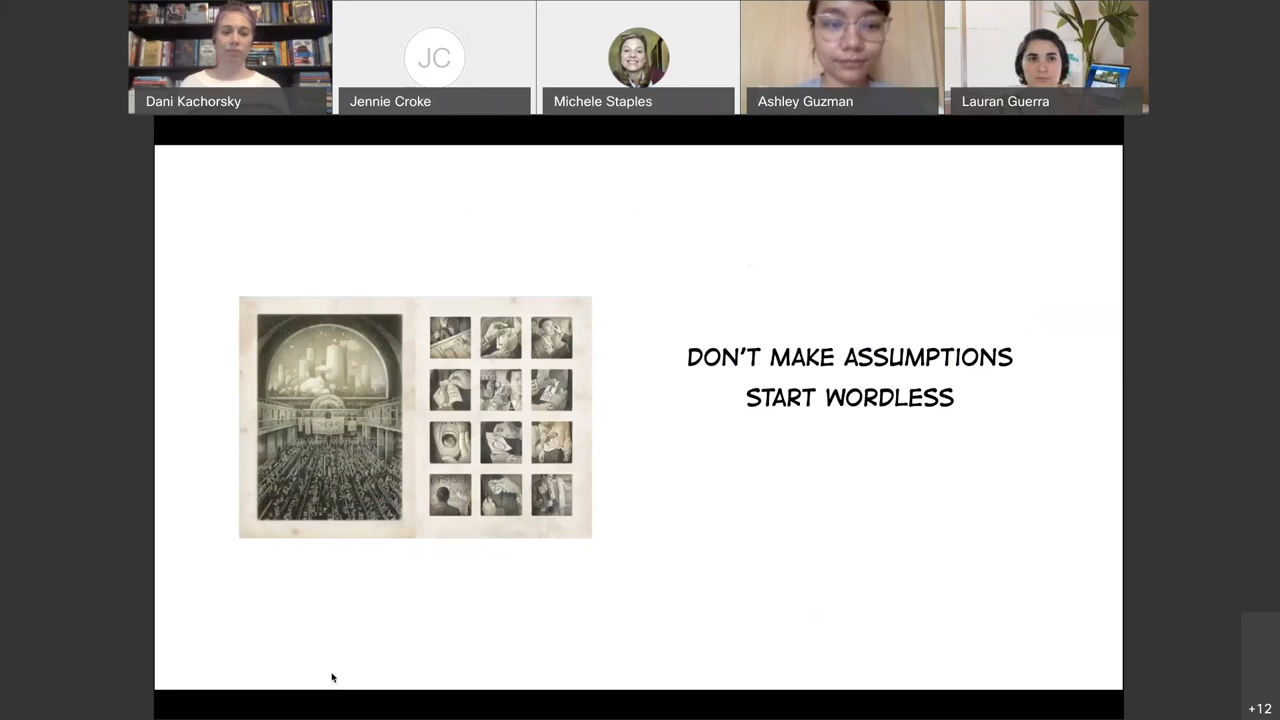 Dani Kachorsky
JC
Jennie Croke
Michele Staples
Ashley Guzman
Lauran Guerra
DON'T MAKE ASSUMPTIONS
START WORDLESS
+12